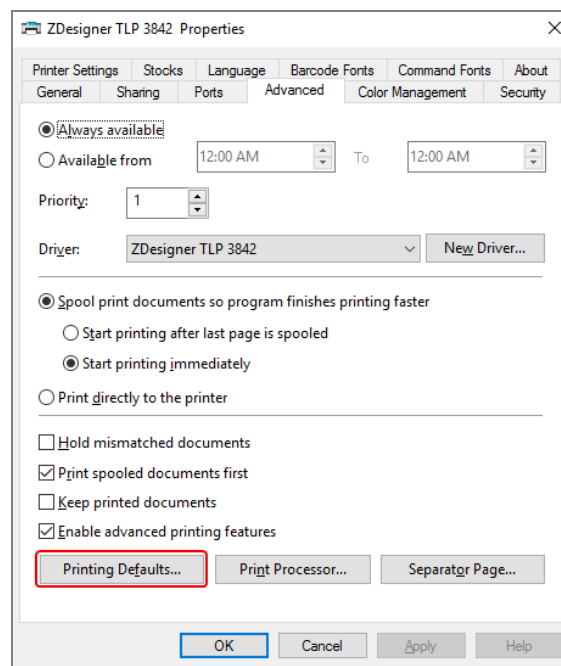 ZDesigner TLP 3842 Properties
Printer Settings Stocks Language Barcode Fonts Command Fonts About
General Sharing Ports Advanced Color Management Security
Always available
Available from 12:00 AM To 12:00 AM
Priority: 1
Driver: ZDesigner TLP 3842 New Driver...
Spool print documents so program finishes printing faster
Start printing after last page is spooled
Start printing immediately
Print directly to the printer
Hold mismatched documents
Print spooled documents first
Keep printed documents
Enable advanced printing features
Printing Defaults... Print Processor... Separator Page...
OK Cancel Apply Help